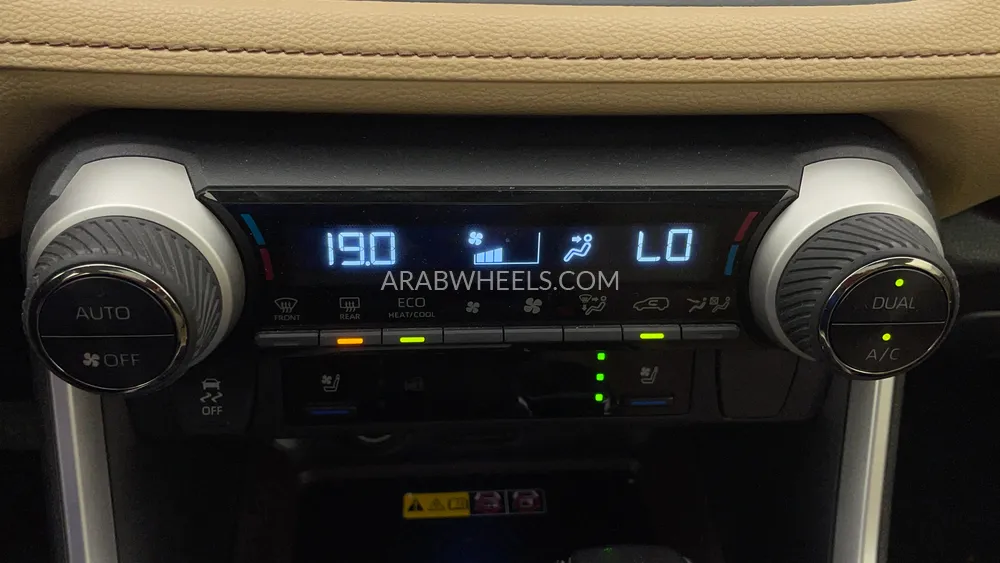 19.0
LO
ARABWHEELS.COM
FRONT
REAR
ECO
HEAT/COOL
AUTO
OFF
DUAL
A/C
OFF